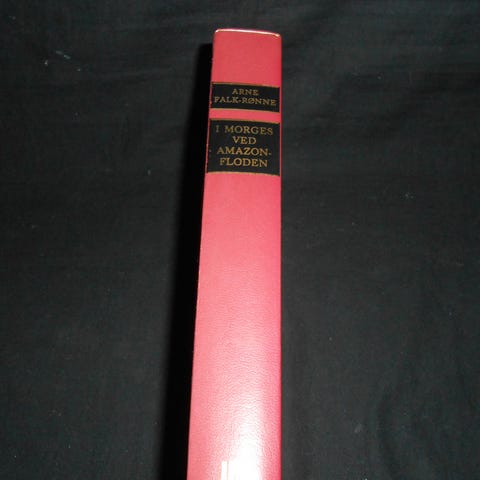 ARNE
FALK-RØNNE
I MORGES
VED
AMAZON-
FLODEN